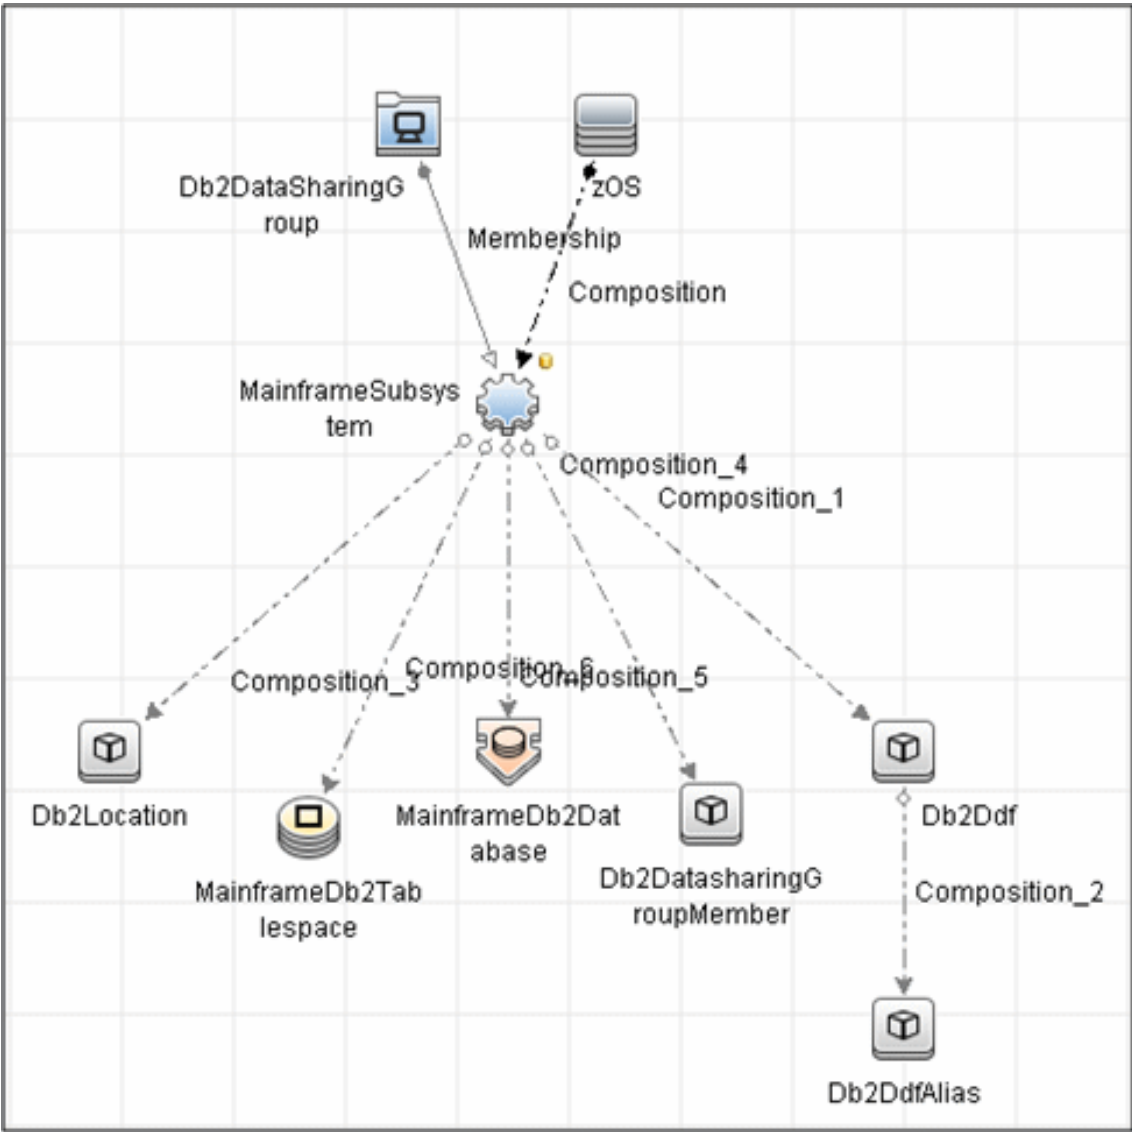 Db2DataSharingG
roup
zOS
Membership
Composition
MainframeSubsys
tem
Composition_4
Composition_1
Composition_3
Composition_6
Composition_5
Db2Location
MainframeDb2Tab
lespace
MainframeDb2Dat
abase
Db2DatasharingG
roupMember
Db2Ddf
Composition_2
Db2DdfAlias